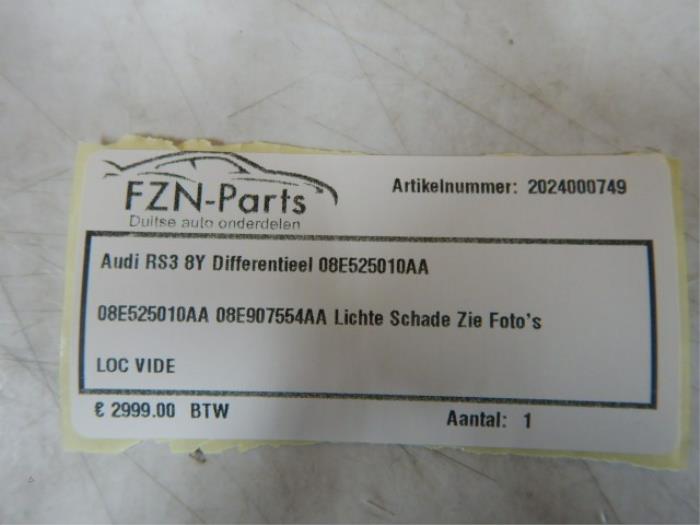 FZN-Parts
Duitse auto onderdelen
Artikelnummer: 2024000749
Audi RS3 8Y Differentieel 08E525010AA
08E525010AA 08E907554AA Lichte Schade Zie Foto's
LOC VIDE
€ 2999.00 BTW
Aantal: 1